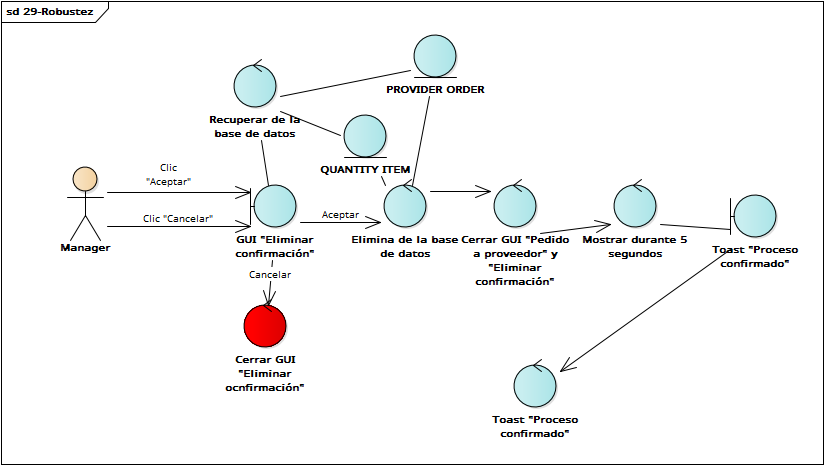 sd 29-Robustez
PROVIDER ORDER
Recuperar de la
base de datos
QUANTITY ITEM
Clic
"Aceptar"
Clic "Cancelar"
Manager
GUI "Eliminar
confirmación"
Aceptar
Elimina de la base
de datos
Cerrar GUI "Pedido
a proveedor" y
"Eliminar
confirmación"
Mostrar durante 5
segundos
Toast "Proceso
confirmado"
Cancelar
Cerrar GUI
"Eliminar
ocnfirmación"
Toast "Proceso
confirmado"